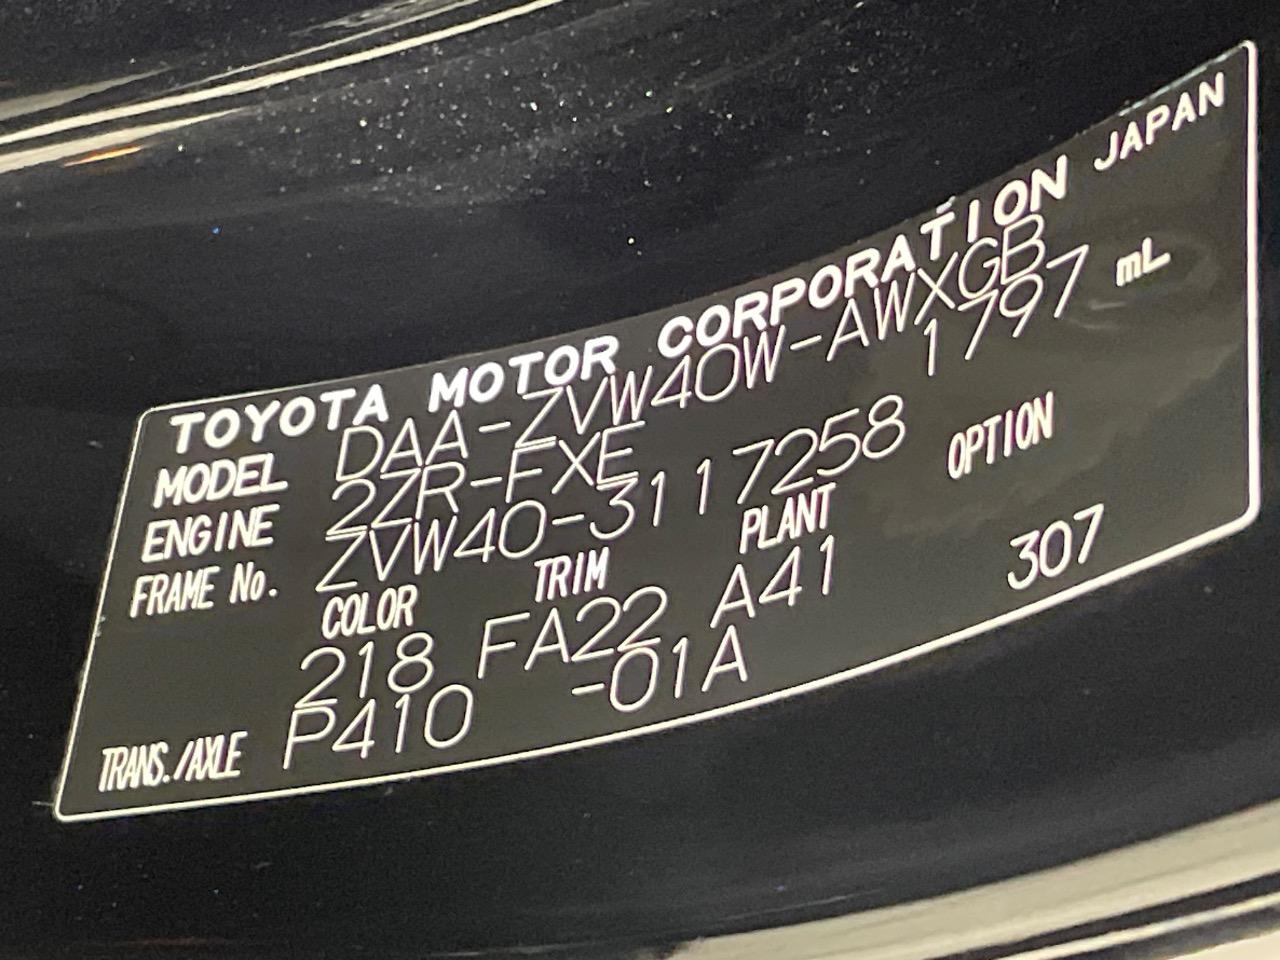 TOYOTA MOTOR CORPORATION JAPAN
MODEL DAA-ZVW40W-AWXGB
ENGINE 2ZR-FXE 1797 mL
FRAME No. ZVW40-3117258
COLOR TRIM PLANT OPTION
218 FA22 A41 307
TRANS./AXLE P410 -01A